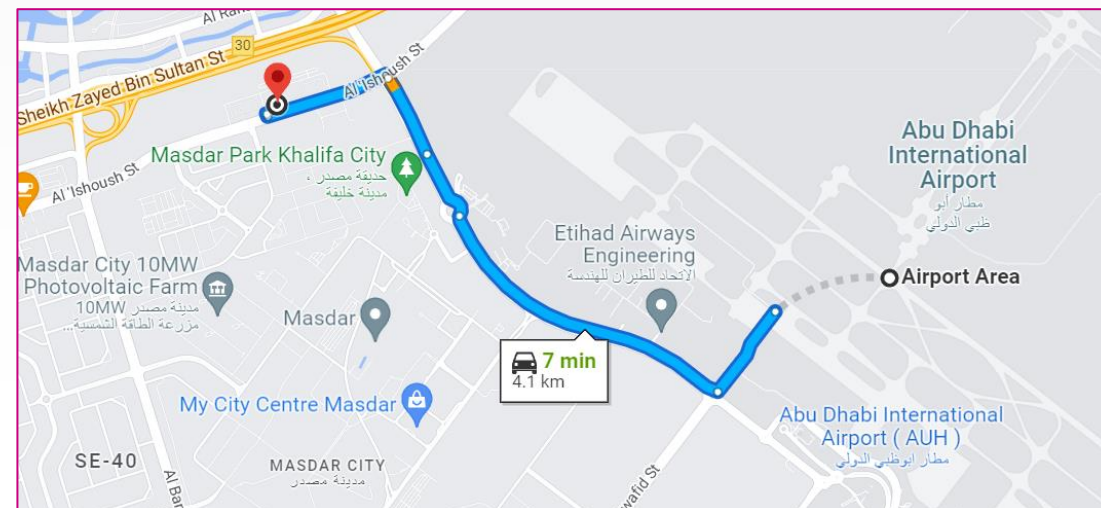 Al Ran
30
Sheikh Zayed Bin Sultan St
Al 'Ishoush St
Masdar Park Khalifa City
حديقة مصدر ،
مدينة خليفة
Al 'Ishoush St
Abu Dhabi
International
Airport
مطار أبو
ظبي الدولي
Etihad Airways
Engineering
الاتحاد للطيران للهندسة
Airport Area
Masdar City 10MW
Photovoltaic Farm
مدينة مصدر 10MW
مزرعة الطاقة الشمسية...
Masdar
7 min
4.1 km
My City Centre Masdar
Abu Dhabi International
Airport ( AUH )
مطار ابوظبي الدولي
SE-40
MASDAR CITY
مدينة مصدر
Al Bar
wafid St